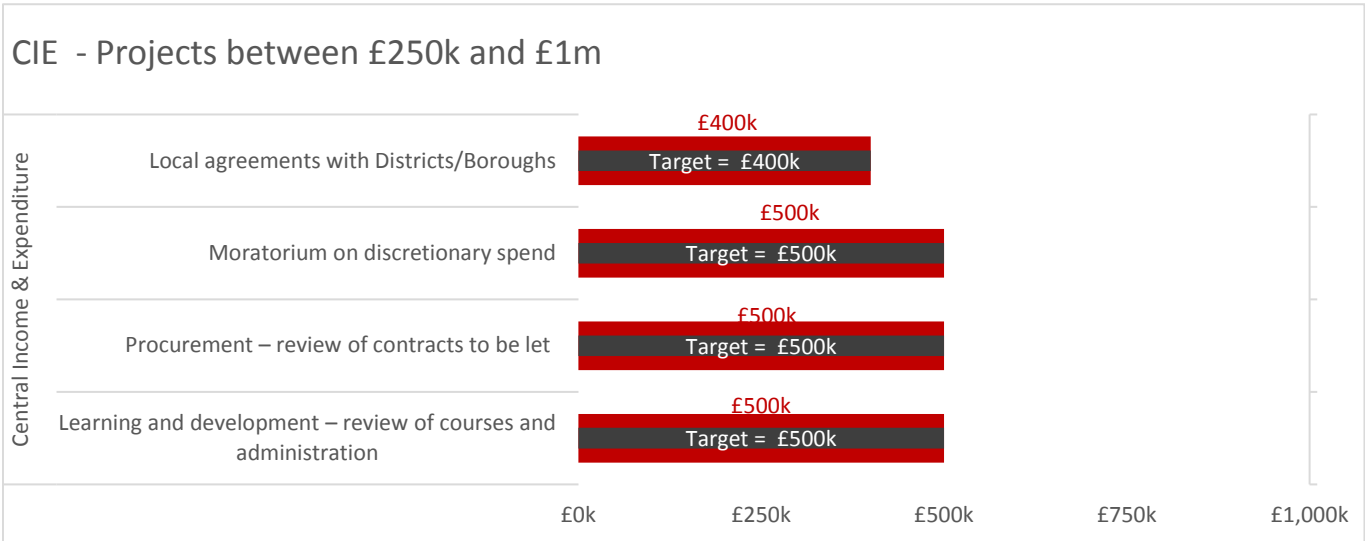 CIE - Projects between £250k and £1m
Central Income & Expenditure
£400k
Local agreements with Districts/Boroughs
Target = £400k
£500k
Moratorium on discretionary spend
Target = £500k
£500k
Procurement – review of contracts to be let
Target = £500k
£500k
Learning and development – review of courses and
administration
Target = £500k
£0k £250k £500k £750k £1,000k